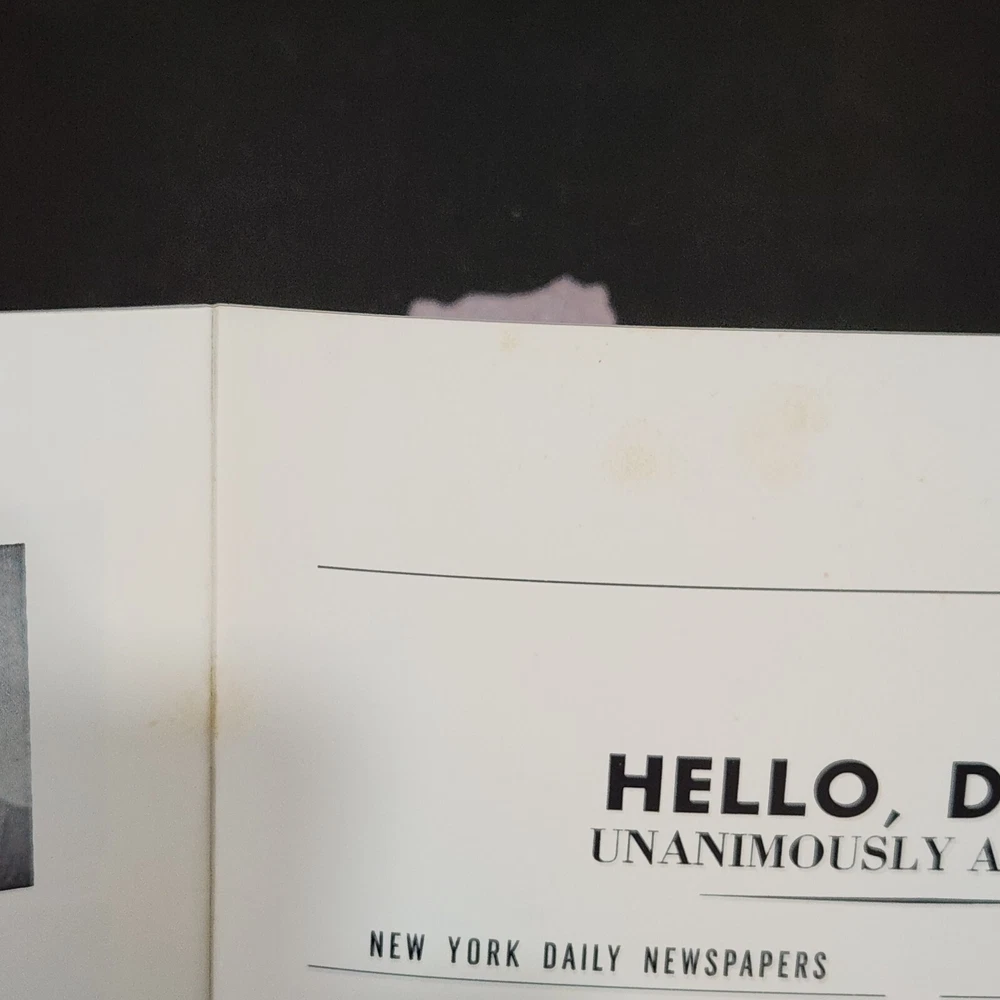 HELLO, D
UNANIMOUSLY A
NEW YORK DAILY NEWSPAPERS